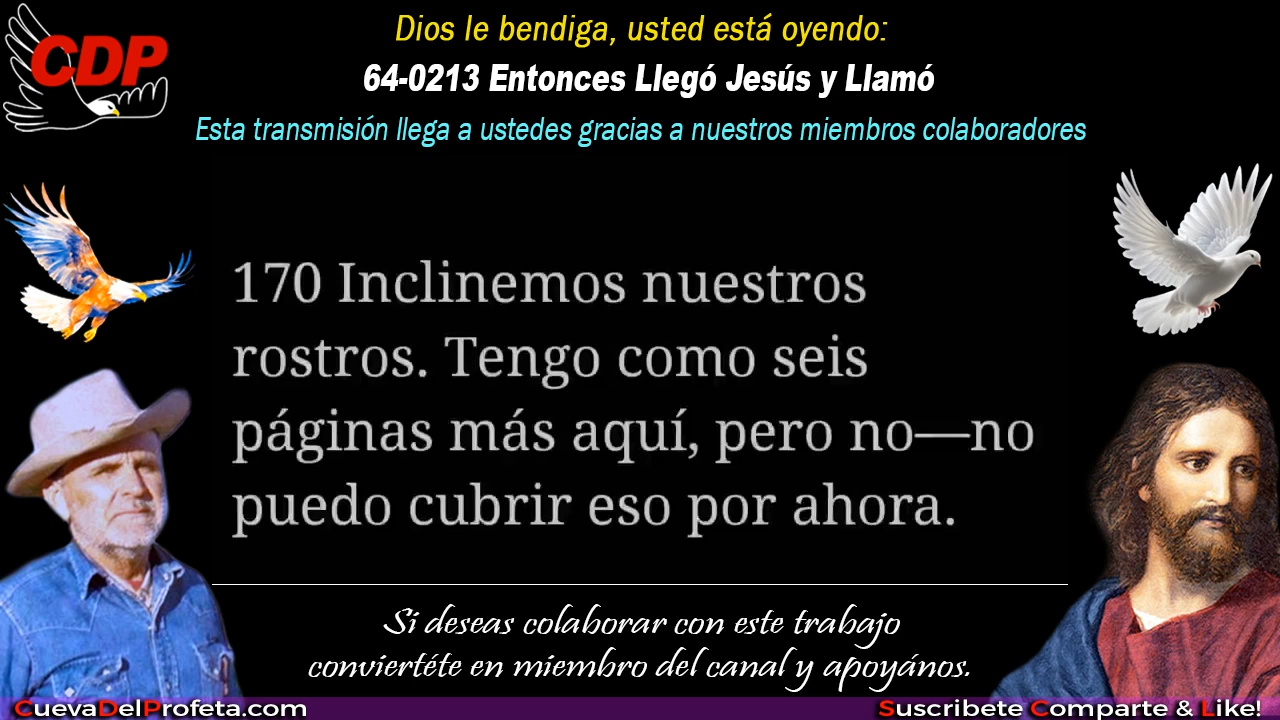 CDP
Dios le bendiga, usted está oyendo:
64-0213 Entonces Llegó Jesús y Llamó
Esta transmisión llega a ustedes gracias a nuestros miembros colaboradores
170 Inclinemos nuestros
rostros. Tengo como seis
páginas más aquí, pero no—no
puedo cubrir eso por ahora.
Si deseas colaborar con este trabajo
conviertéte en miembro del canal y apoyános.
CuevaDelProfeta.com
Suscribete Comparte & Like!